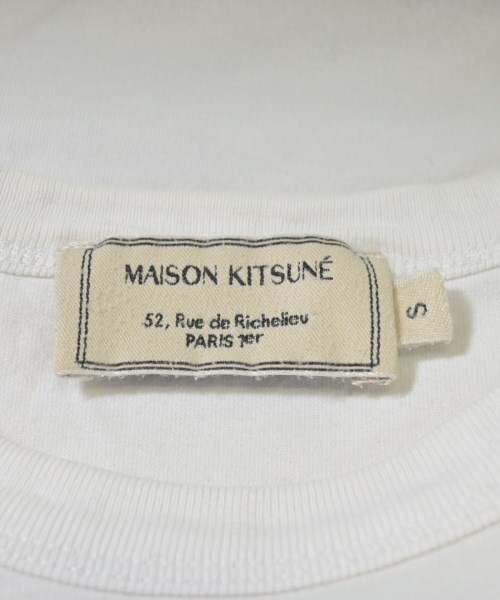 MAISON KITSUNÉ
52, Rue de Richelieu
PARIS 1er
S